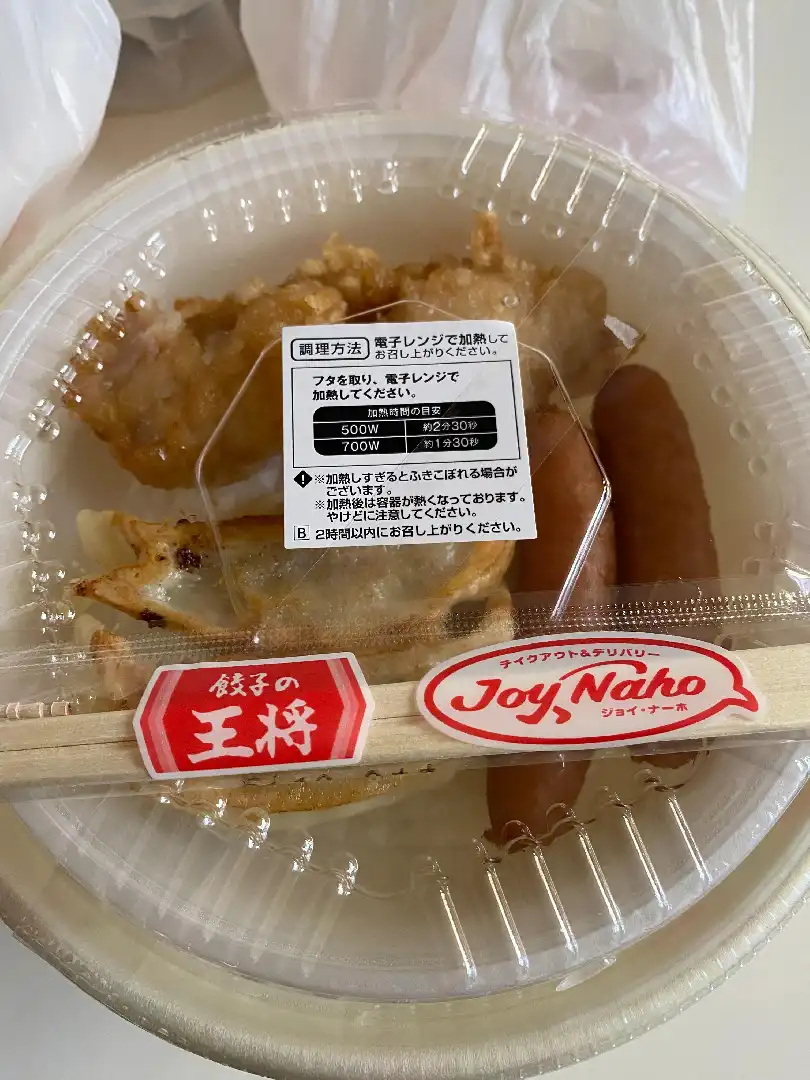 調理方法
電子レンジで加熱して
お召し上がりください。
フタを取り、電子レンジで
加熱してください。
加熱時間の目安
500W 約2分30秒
700W 約1分30秒
※加熱しすぎるとふきこぼれる場合が
ございます。
※加熱後は容器が熱くなっております。
やけどに注意してください。
B 2時間以内にお召し上がりください。
餃子の
王将
テイクアウト&デリバリー
Joy, Naho
ジョイ・ナーホ